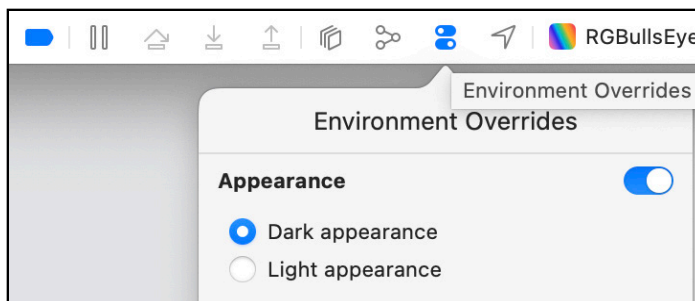 RGBullsEye
Environment Overrides
Environment Overrides
Appearance
Dark appearance
Light appearance